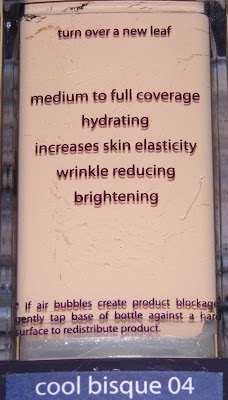 turn over a new leaf
medium to full coverage
hydrating
increases skin elasticity
wrinkle reducing
brightening
* If air bubbles create product blockage
gently tap base of bottle against a hard
surface to redistribute product.
cool bisque 04